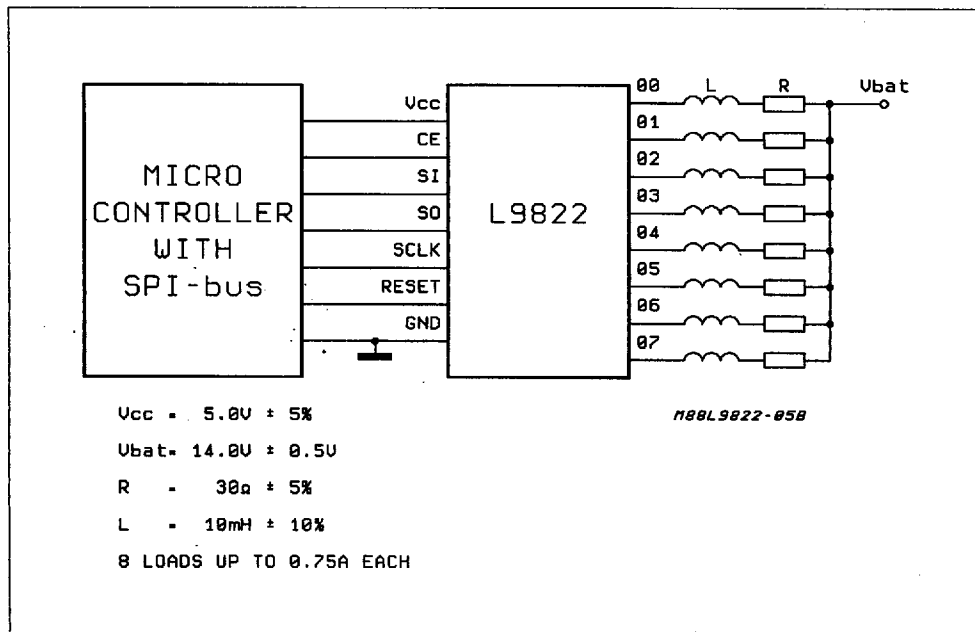 MICRO
CONTROLLER
WITH
SPI-bus
Vcc
CE
SI
SO
SCLK
RESET
GND
L9822
00
01
02
03
04
05
06
07
L
R
Vbat
M88L9822-05B
Vcc = 5.0V ± 5%
Vbat= 14.0V ± 0.5V
R = 30Ω ± 5%
L = 10mH ± 10%
8 LOADS UP TO 0.75A EACH